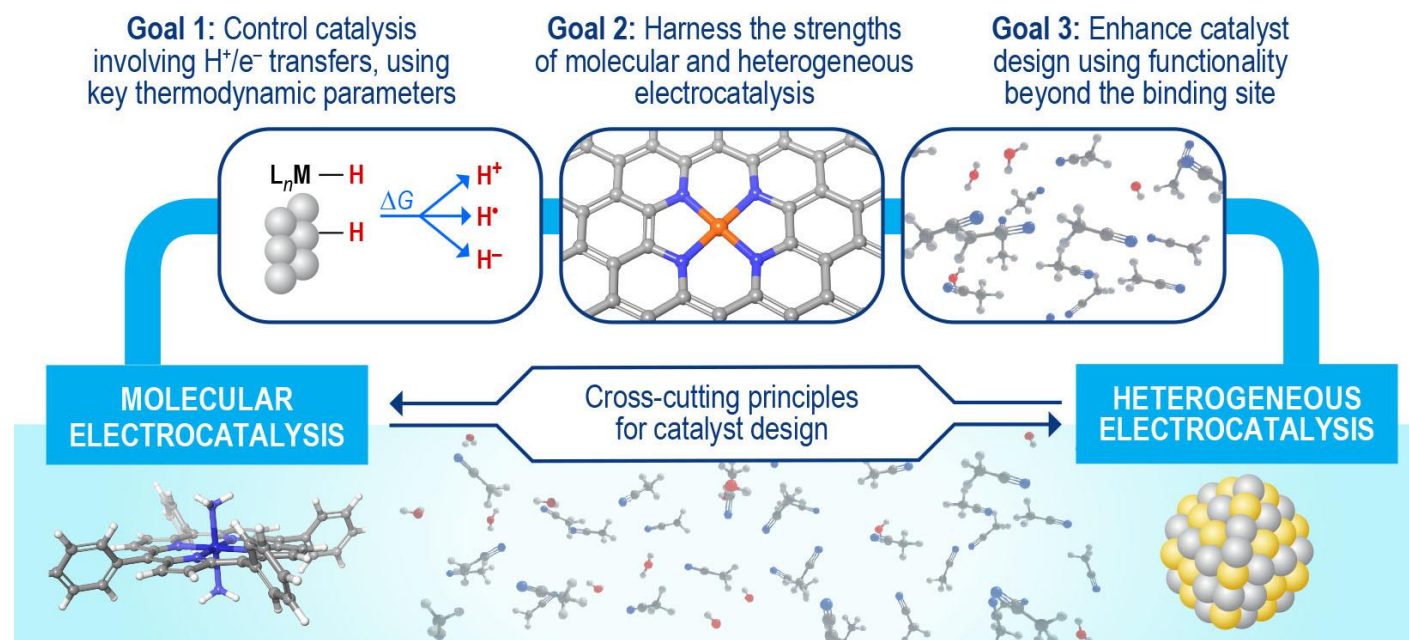 Goal 1: Control catalysis
involving H⁺/e⁻ transfers, using
key thermodynamic parameters
Goal 2: Harness the strengths
of molecular and heterogeneous
electrocatalysis
Goal 3: Enhance catalyst
design using functionality
beyond the binding site
LₙM — H
H
ΔG
H⁺
H•
H⁻
MOLECULAR
ELECTROCATALYSIS
Cross-cutting principles
for catalyst design
HETEROGENEOUS
ELECTROCATALYSIS